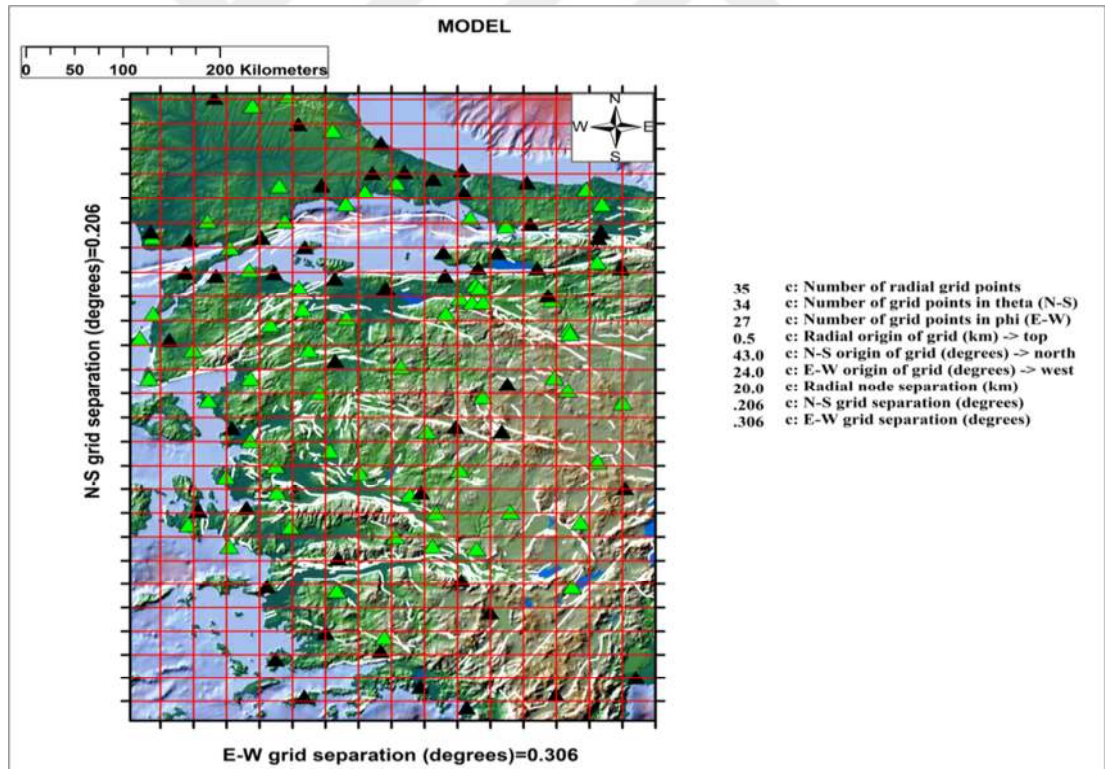 MODEL
0 50 100 200 Kilometers
N
W E
S
N-S grid separation (degrees)=0.206
E-W grid separation (degrees)=0.306
35 c: Number of radial grid points
34 c: Number of grid points in theta (N-S)
27 c: Number of grid points in phi (E-W)
0.5 c: Radial origin of grid (km) -> top
43.0 c: N-S origin of grid (degrees) -> north
24.0 c: E-W origin of grid (degrees) -> west
20.0 c: Radial node separation (km)
.206 c: N-S grid separation (degrees)
.306 c: E-W grid separation (degrees)